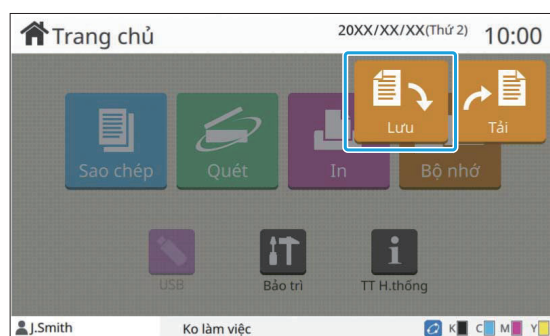 Trang chủ
20XX/XX/XX(Thứ 2) 10:00
Lưu Tải
Sao chép Quét In Bộ nhớ
USB Bảo trì TT H.thống
J.Smith Ko làm việc K C M Y